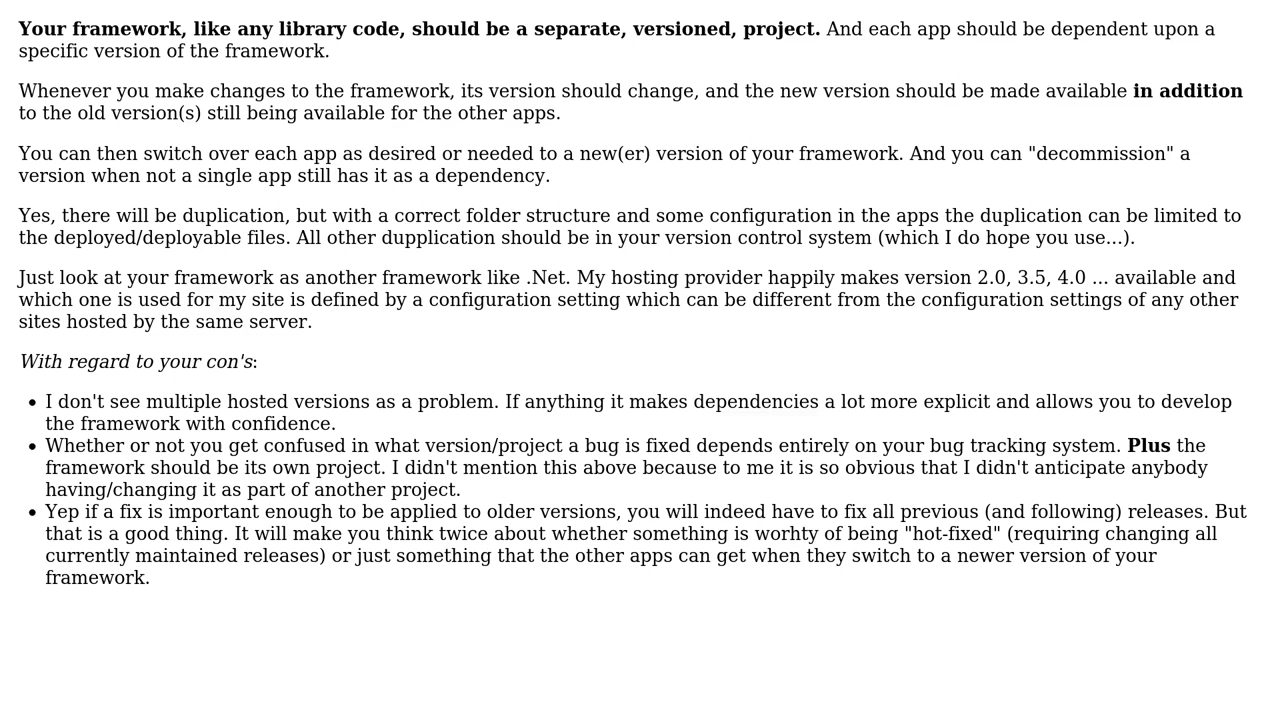 Your framework, like any library code, should be a separate, versioned, project. And each app should be dependent upon a
specific version of the framework.
Whenever you make changes to the framework, its version should change, and the new version should be made available in addition
to the old version(s) still being available for the other apps.
You can then switch over each app as desired or needed to a new(er) version of your framework. And you can "decommission" a
version when not a single app still has it as a dependency.
Yes, there will be duplication, but with a correct folder structure and some configuration in the apps the duplication can be limited to
the deployed/deployable files. All other dupplication should be in your version control system (which I do hope you use...).
Just look at your framework as another framework like .Net. My hosting provider happily makes version 2.0, 3.5, 4.0 ... available and
which one is used for my site is defined by a configuration setting which can be different from the configuration settings of any other
sites hosted by the same server.
With regard to your con's:
• I don't see multiple hosted versions as a problem. If anything it makes dependencies a lot more explicit and allows you to develop
the framework with confidence.
• Whether or not you get confused in what version/project a bug is fixed depends entirely on your bug tracking system. Plus the
framework should be its own project. I didn't mention this above because to me it is so obvious that I didn't anticipate anybody
having/changing it as part of another project.
• Yep if a fix is important enough to be applied to older versions, you will indeed have to fix all previous (and following) releases. But
that is a good thing. It will make you think twice about whether something is worhty of being "hot-fixed" (requiring changing all
currently maintained releases) or just something that the other apps can get when they switch to a newer version of your
framework.